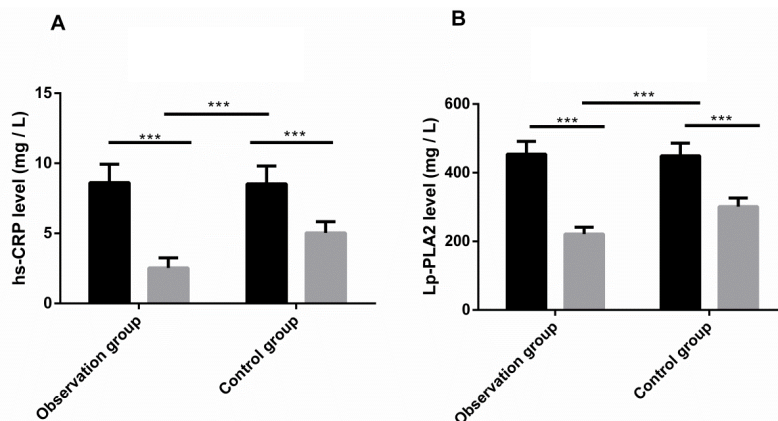 A
hs-CRP level (mg / L)
15
10
5
0
***
***
***
Observation group
Control group
B
Lp-PLA2 level (mg / L)
600
400
200
0
***
***
***
Observation group
Control group